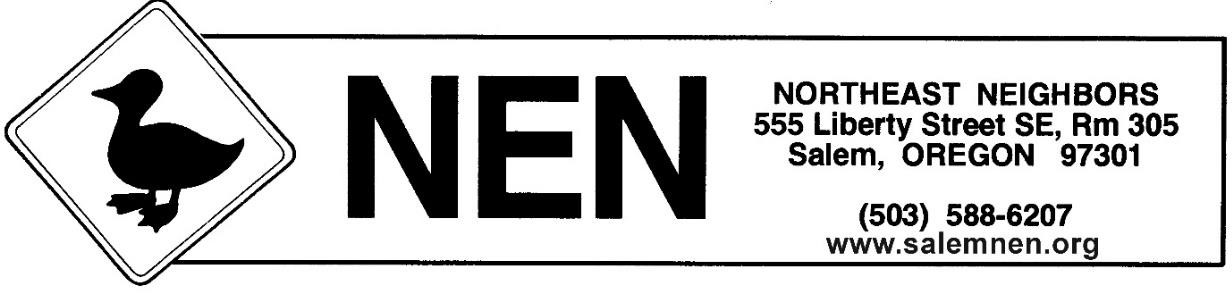 NEN
NORTHEAST NEIGHBORS
555 Liberty Street SE, Rm 305
Salem, OREGON 97301
(503) 588-6207
www.salemnen.org